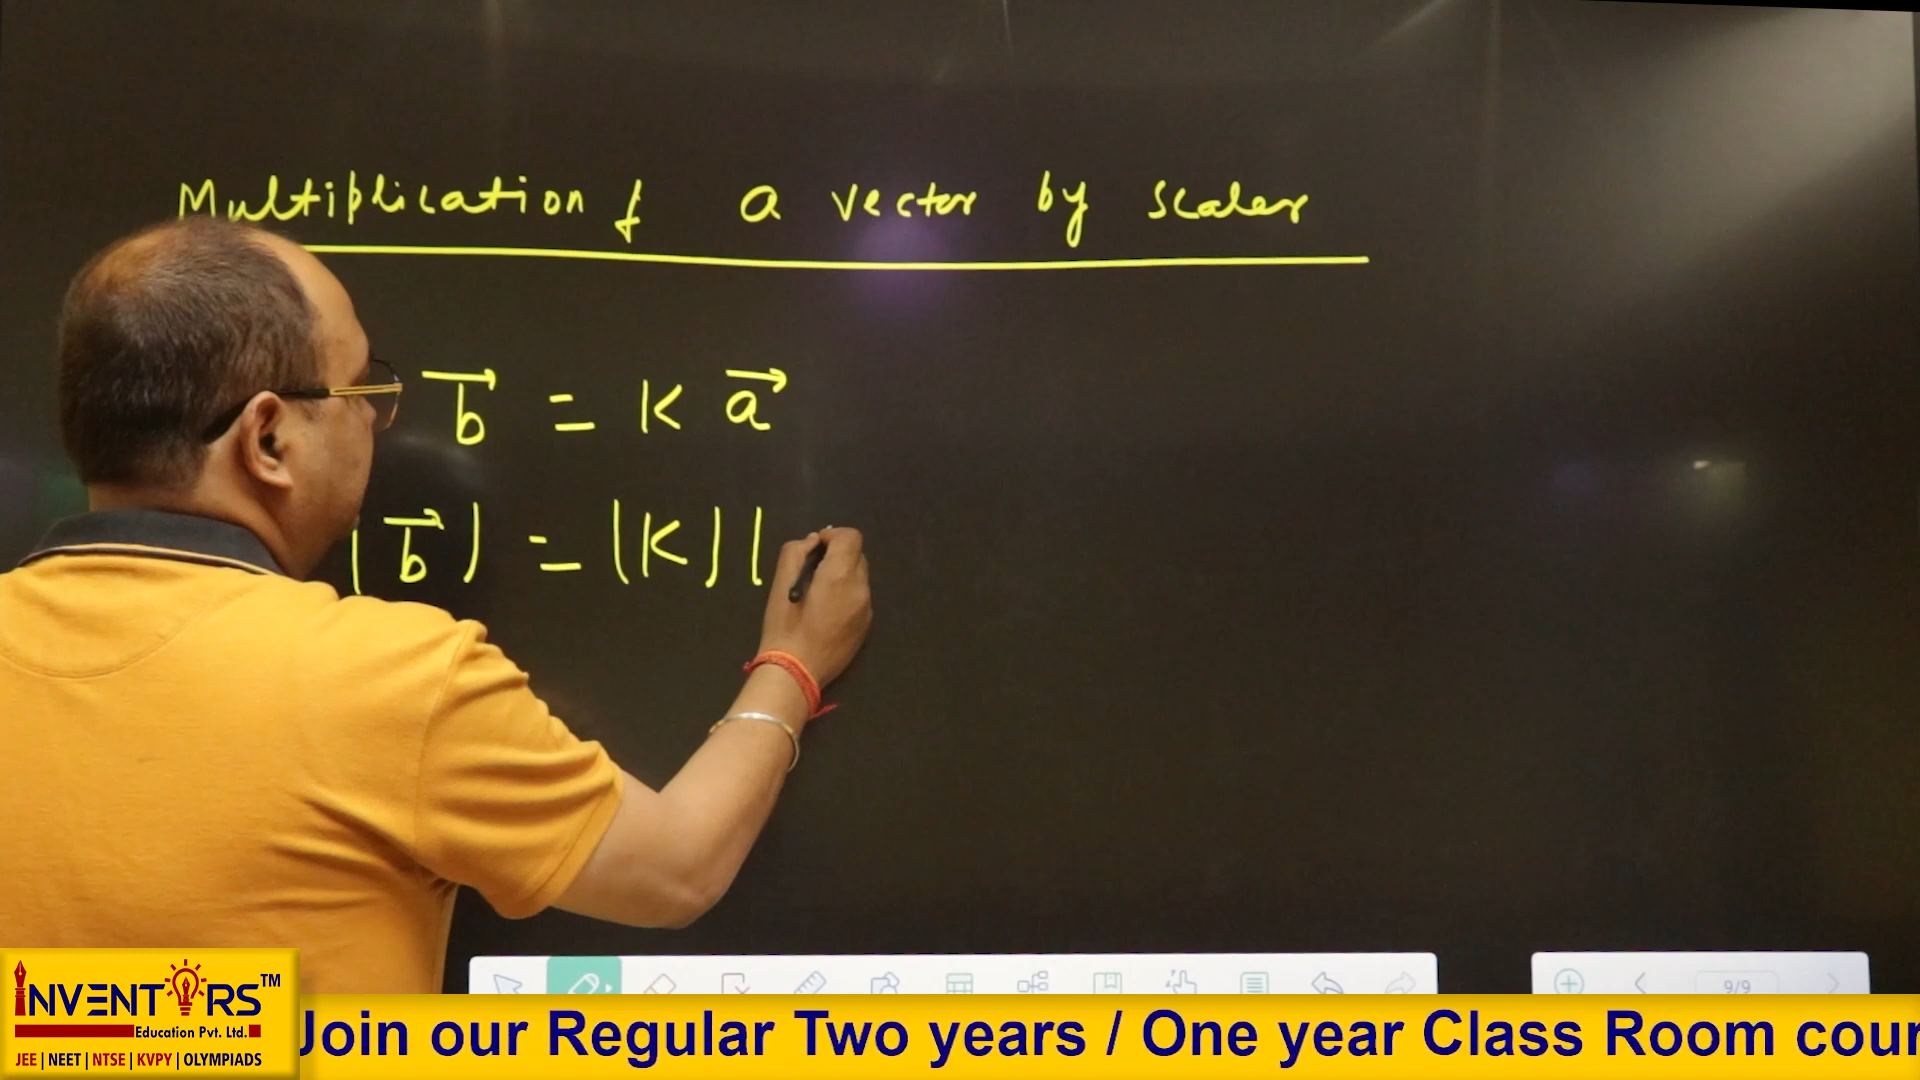 Multiplication of a vector by scaler
b⃗ = K a⃗
|b⃗| = |K| |
9/9
INVENTORS™
Education Pvt. Ltd.
JEE | NEET | NTSE | KVPY | OLYMPIADS
Join our Regular Two years / One year Class Room cour